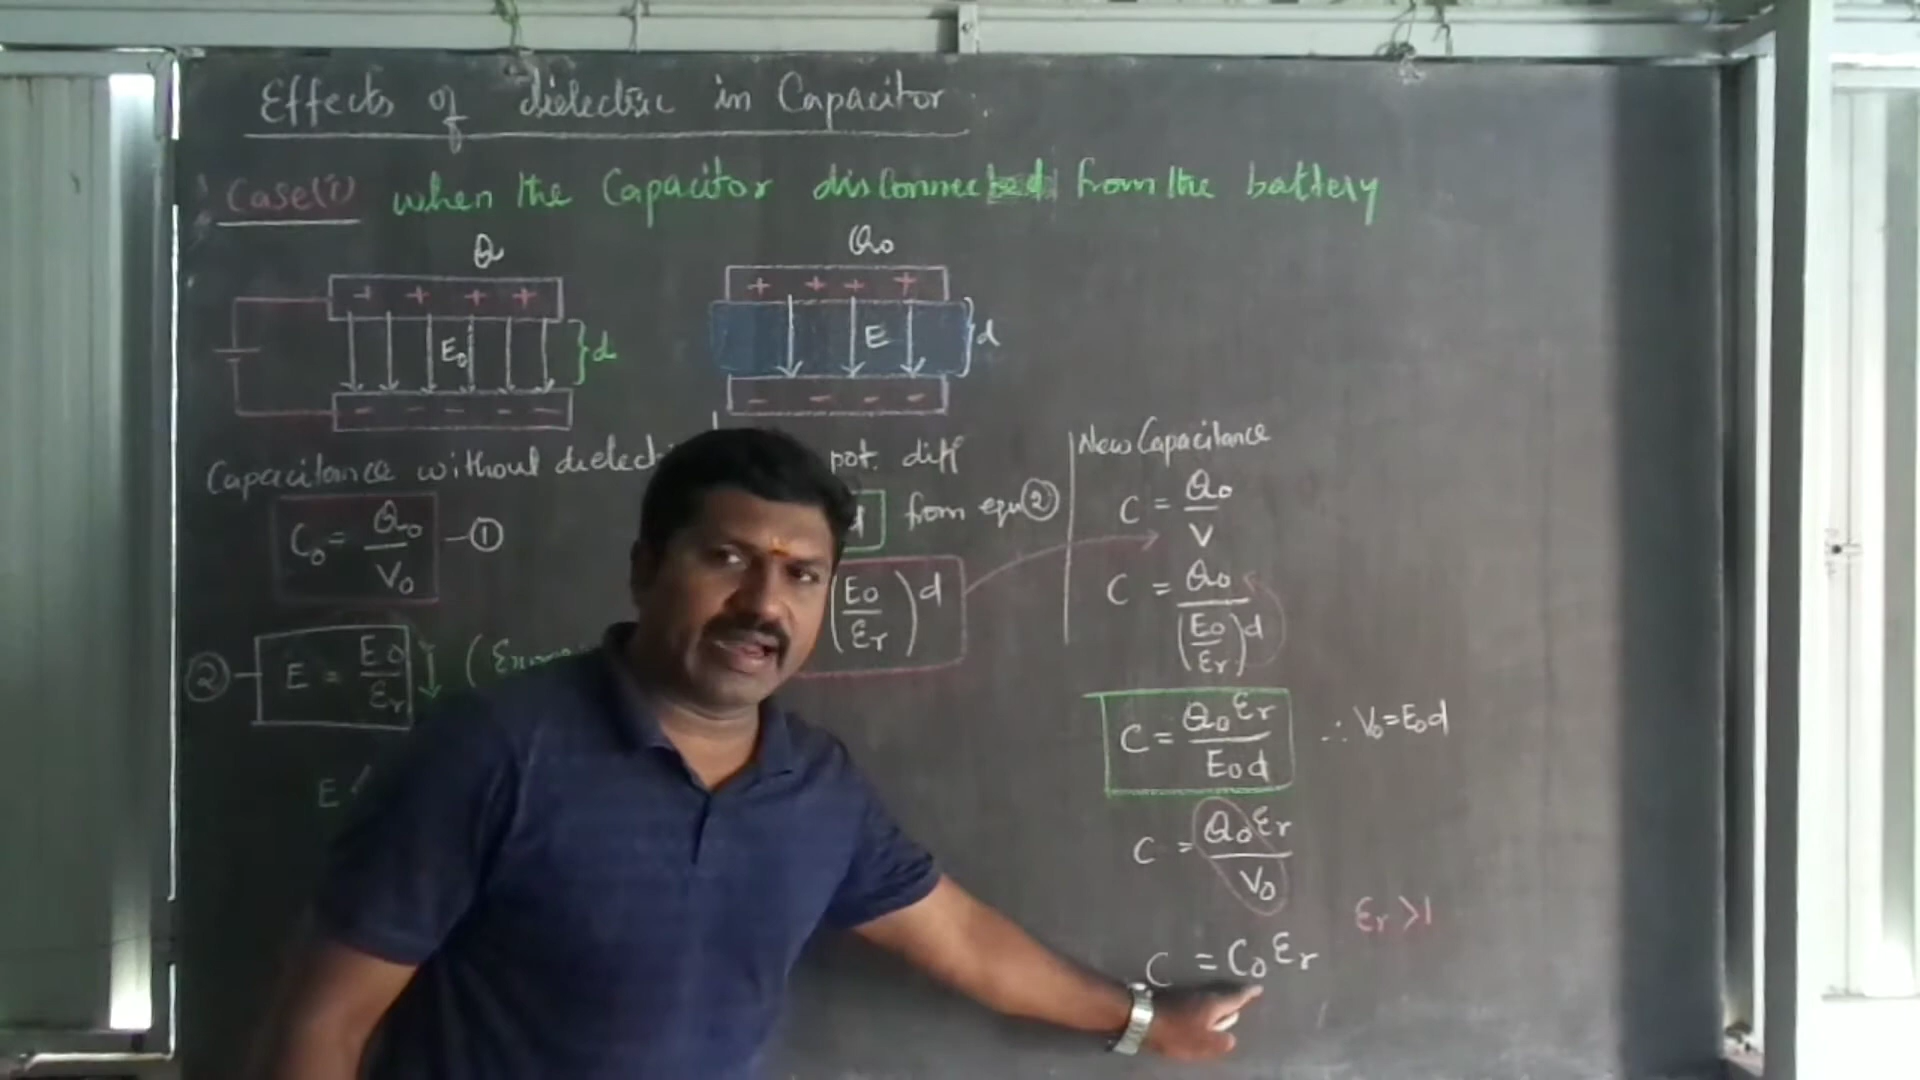 Effects of dielectric in Capacitor.
Case(i) when the Capacitor disconnected from the battery
Q
+ + + +
E₀
} d
- - - - -
Q₀
+ + + +
E
} d
- - - -
Capacitance without
C₀ = Q₀/V₀ — ①
② — E = E₀/εᵣ ↓ (
E <
pot. diff
d from equ ②
(E₀/εᵣ) d
New Capacitance
C = Q₀/V
C = Q₀/(E₀/εᵣ)d
C = Q₀εᵣ/E₀d ∴ V₀=E₀d
C = Q₀εᵣ/V₀
εᵣ >1
C = C₀εᵣ